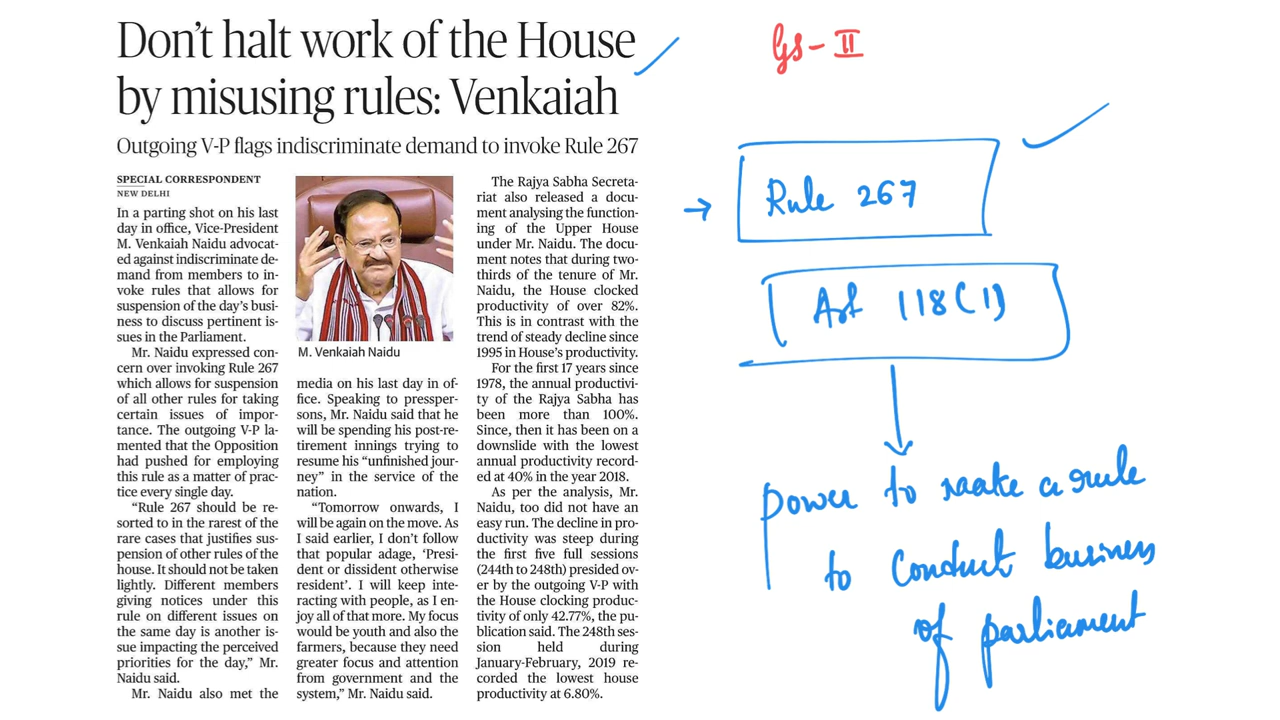 Don't halt work of the House
by misusing rules: Venkaiah
Outgoing V-P flags indiscriminate demand to invoke Rule 267
SPECIAL CORRESPONDENT
NEW DELHI
In a parting shot on his last
day in office, Vice-President
M. Venkaiah Naidu advocat-
ed against indiscriminate de-
mand from members to in-
voke rules that allows for
suspension of the day's busi-
ness to discuss pertinent is-
sues in the Parliament.
Mr. Naidu expressed con-
cern over invoking Rule 267
which allows for suspension
of all other rules for taking
certain issues of impor-
tance. The outgoing V-P la-
mented that the Opposition
had pushed for employing
this rule as a matter of prac-
tice every single day.
“Rule 267 should be re-
sorted to in the rarest of the
rare cases that justifies sus-
pension of other rules of the
house. It should not be taken
lightly. Different members
giving notices under this
rule on different issues on
the same day is another is-
sue impacting the perceived
priorities for the day,” Mr.
Naidu said.
Mr. Naidu also met the
M. Venkaiah Naidu
media on his last day in of-
fice. Speaking to pressper-
sons, Mr. Naidu said that he
will be spending his post-re-
tirement innings trying to
resume his “unfinished jour-
ney” in the service of the
nation.
“Tomorrow onwards, I
will be again on the move. As
I said earlier, I don't follow
that popular adage, ‘Presi-
dent or dissident otherwise
resident’. I will keep inte-
racting with people, as I en-
joy all of that more. My focus
would be youth and also the
farmers, because they need
greater focus and attention
from government and the
system,” Mr. Naidu said.
The Rajya Sabha Secreta-
riat also released a docu-
ment analysing the function-
ing of the Upper House
under Mr. Naidu. The docu-
ment notes that during two-
thirds of the tenure of Mr.
Naidu, the House clocked
productivity of over 82%.
This is in contrast with the
trend of steady decline since
1995 in House's productivity.
For the first 17 years since
1978, the annual productivi-
ty of the Rajya Sabha has
been more than 100%.
Since, then it has been on a
downslide with the lowest
annual productivity record-
ed at 40% in the year 2018.
As per the analysis, Mr.
Naidu, too did not have an
easy run. The decline in pro-
ductivity was steep during
the first five full sessions
(244th to 248th) presided ov-
er by the outgoing V-P with
the House clocking produc-
tivity of only 42.77%, the pu-
blication said. The 248th ses-
sion held during
January-February, 2019 re-
corded the lowest house
productivity at 6.80%.
GS-II
Rule 267
Art 118(1)
power to make a rule
to conduct business
of parliament